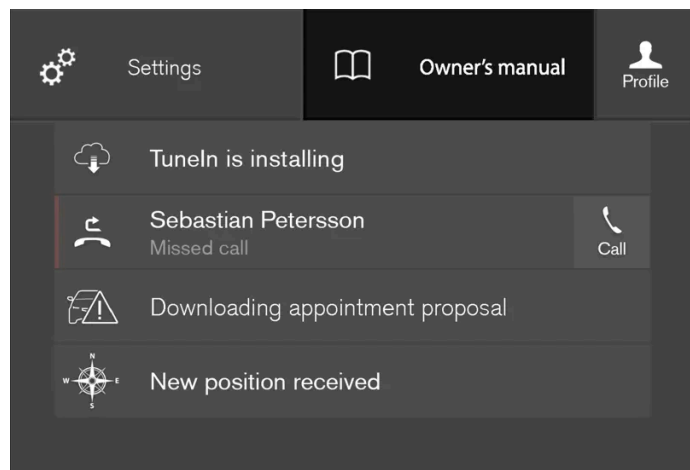 Settings
Owner's manual
Profile
TuneIn is installing
Sebastian Petersson
Missed call
Call
Downloading appointment proposal
N
W E
S
New position received